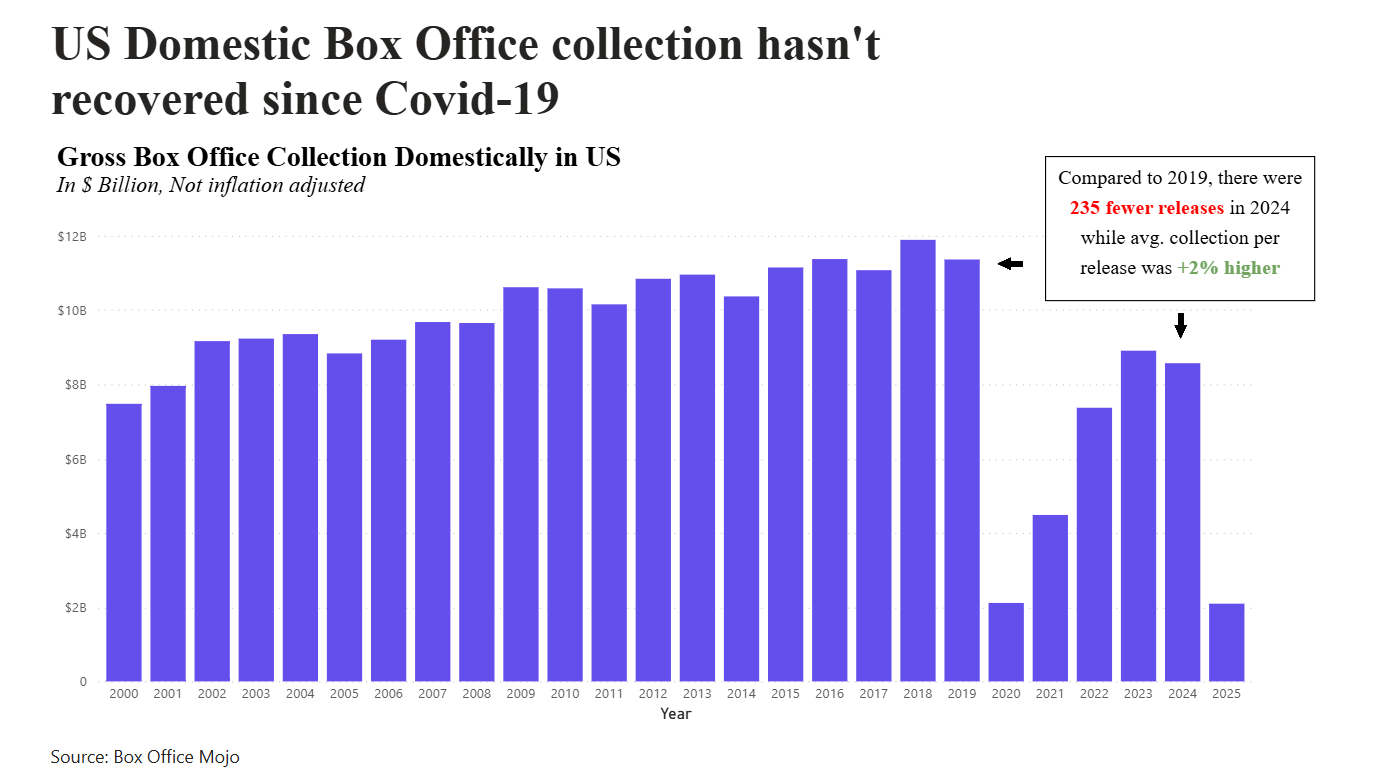 US Domestic Box Office collection hasn't
recovered since Covid-19
Gross Box Office Collection Domestically in US
In $ Billion, Not inflation adjusted
Compared to 2019, there were
235 fewer releases in 2024
while avg. collection per
release was +2% higher
$12B
$10B
$8B
$6B
$4B
$2B
0
2000 2001 2002 2003 2004 2005 2006 2007 2008 2009 2010 2011 2012 2013 2014 2015 2016 2017 2018 2019 2020 2021 2022 2023 2024 2025
Year
Source: Box Office Mojo